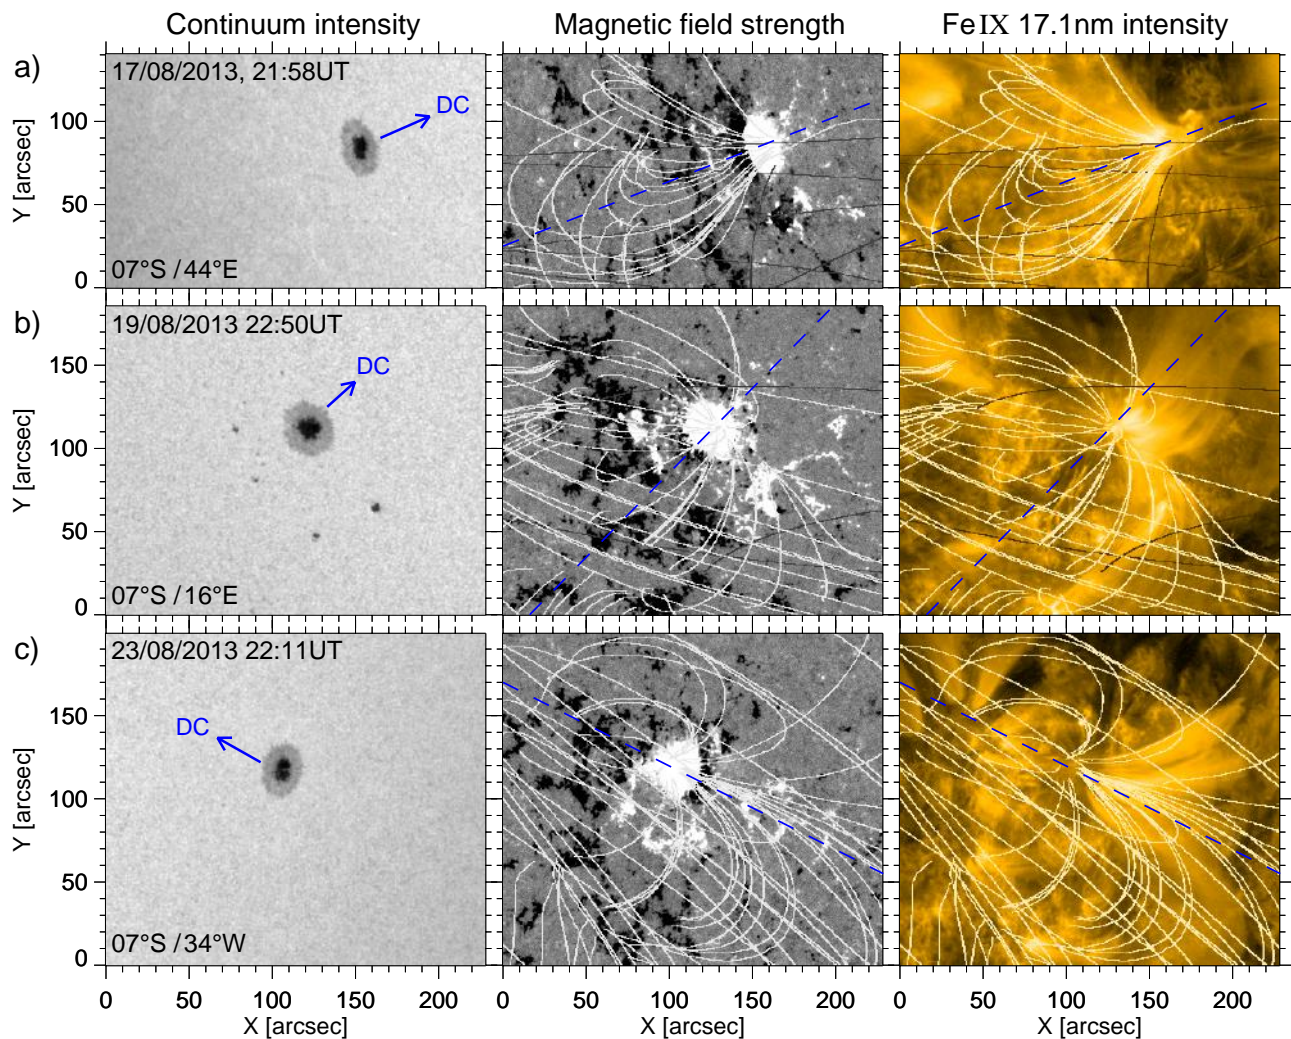 Continuum intensity Magnetic field strength Fe IX 17.1nm intensity
a)
17/08/2013, 21:58UT
DC
100
50
0
Y [arcsec]
07°S / 44°E
b)
19/08/2013 22:50UT
DC
150
100
50
0
Y [arcsec]
07°S / 16°E
c)
23/08/2013 22:11UT
DC
150
100
50
0
Y [arcsec]
07°S / 34°W
0 50 100 150 200 0 50 100 150 200 0 50 100 150 200
X [arcsec] X [arcsec] X [arcsec]